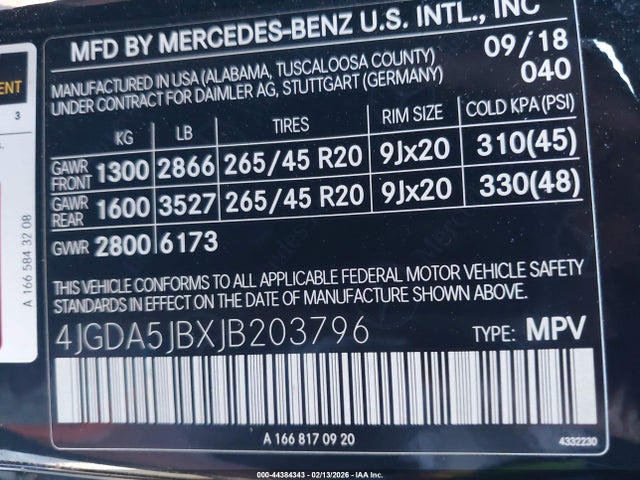 MFD BY MERCEDES-BENZ U.S. INTL., INC
MANUFACTURED IN USA (ALABAMA, TUSCALOOSA COUNTY) 09/18
UNDER CONTRACT FOR DAIMLER AG, STUTTGART (GERMANY) 040
KG LB TIRES RIM SIZE COLD KPA(PSI)
GAWR FRONT 1300 2866 265/45 R20 9Jx20 310(45)
GAWR REAR 1600 3527 265/45 R20 9Jx20 330(48)
GVWR 2800 6173
THIS VEHICLE CONFORMS TO ALL APPLICABLE FEDERAL MOTOR VEHICLE SAFETY
STANDARDS IN EFFECT ON THE DATE OF MANUFACTURE SHOWN ABOVE.
4JGDA5JBXJB203796 TYPE: MPV
A 166 817 09 20 4332230
A 166 584 32 08
3
000-44384343 - 02/13/2026 - IAA Inc.